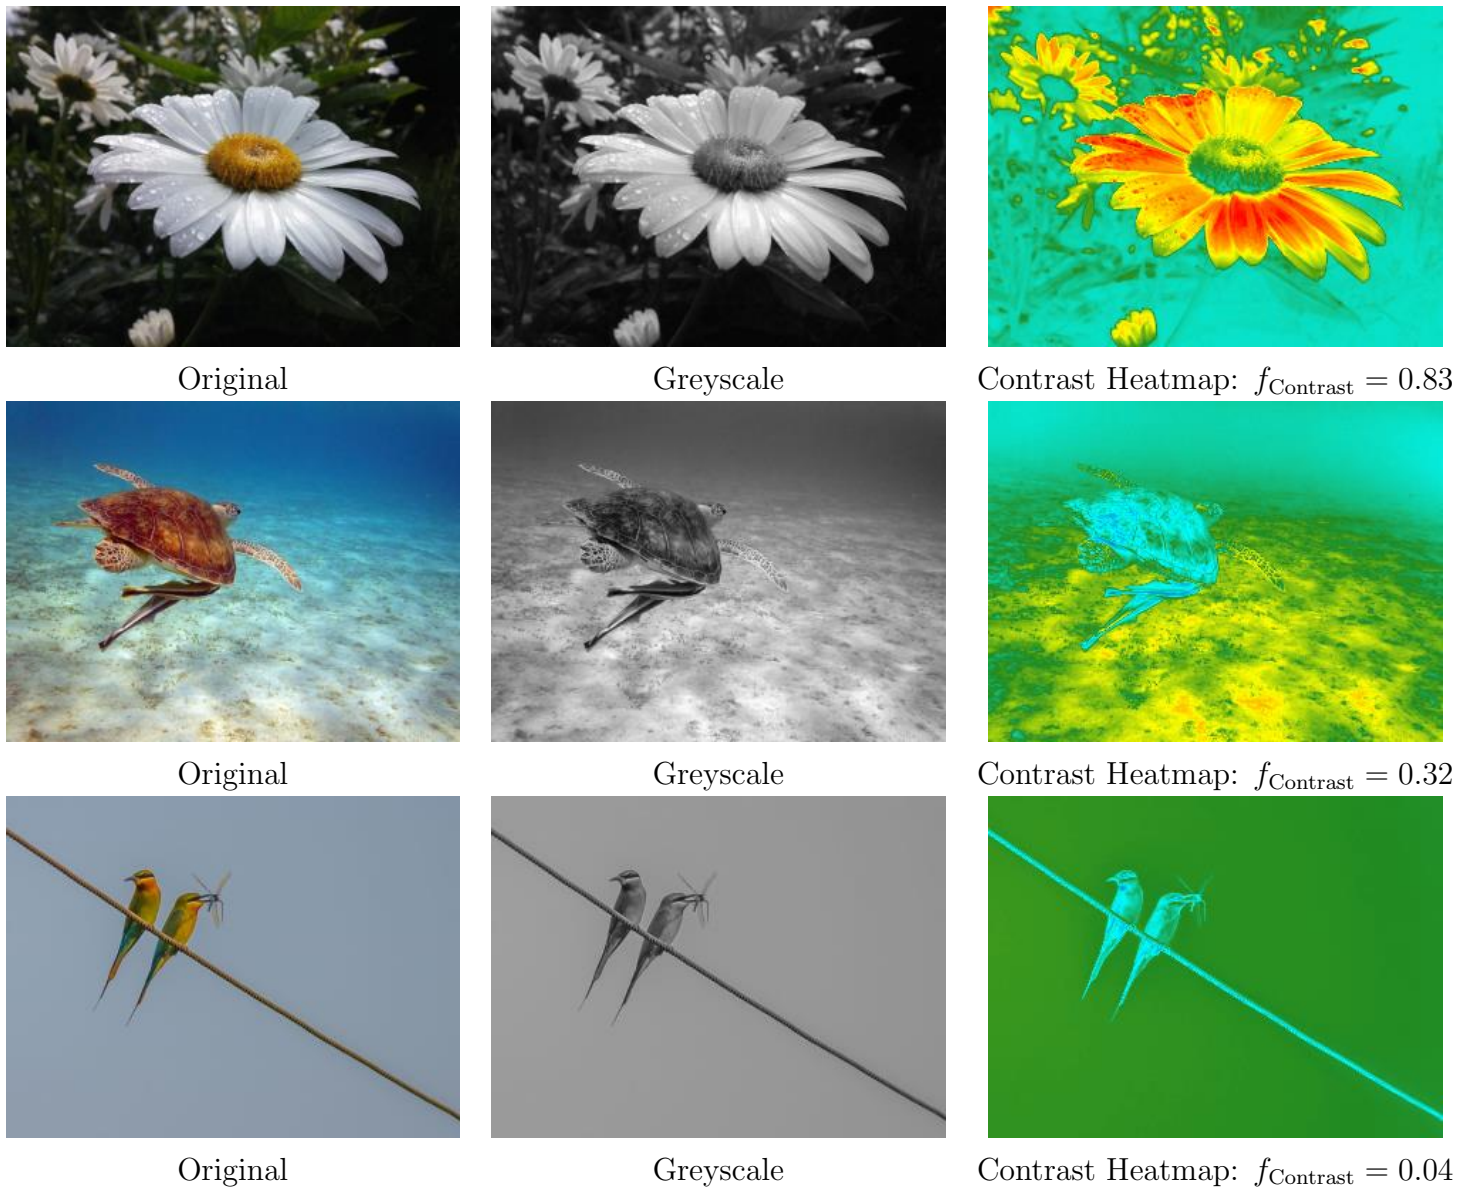 Original Greyscale Contrast Heatmap: f_Contrast = 0.83
Original Greyscale Contrast Heatmap: f_Contrast = 0.32
Original Greyscale Contrast Heatmap: f_Contrast = 0.04